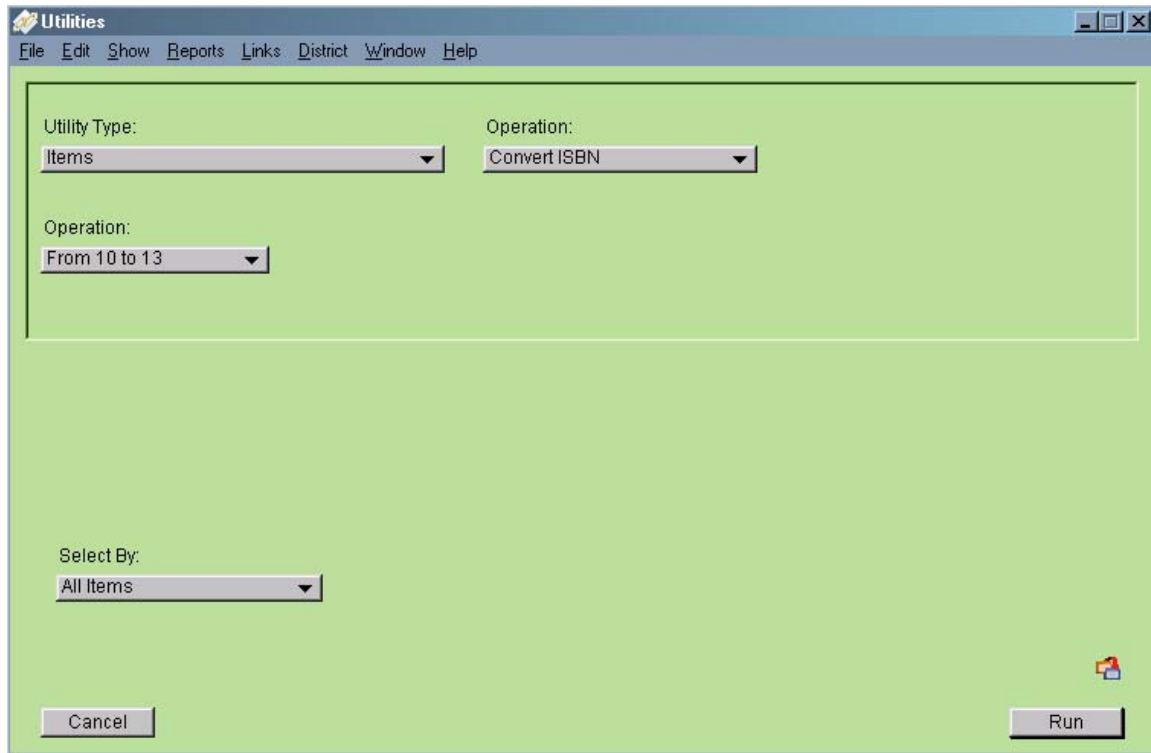 Utilities
File Edit Show Reports Links District Window Help
Utility Type: Operation:
Items Convert ISBN
Operation:
From 10 to 13
Select By:
All Items
Cancel Run